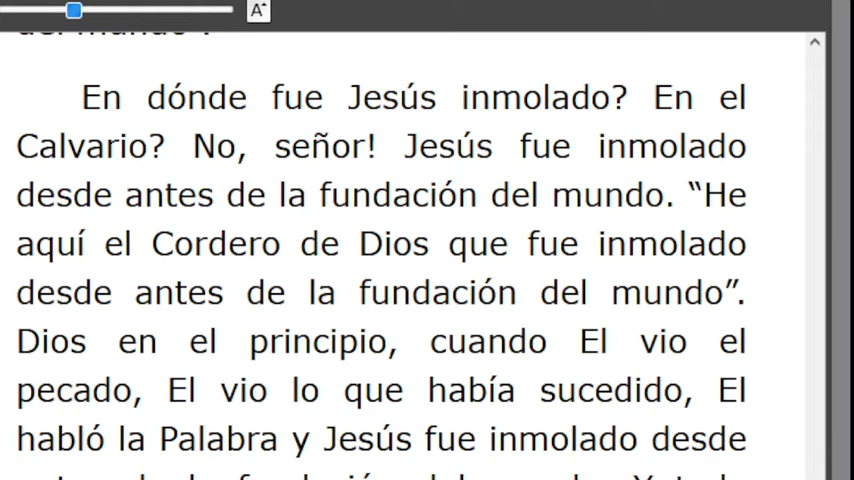 A
del mundo".
En dónde fue Jesús inmolado? En el
Calvario? No, señor! Jesús fue inmolado
desde antes de la fundación del mundo. “He
aquí el Cordero de Dios que fue inmolado
desde antes de la fundación del mundo”.
Dios en el principio, cuando El vio el
pecado, El vio lo que había sucedido, El
habló la Palabra y Jesús fue inmolado desde